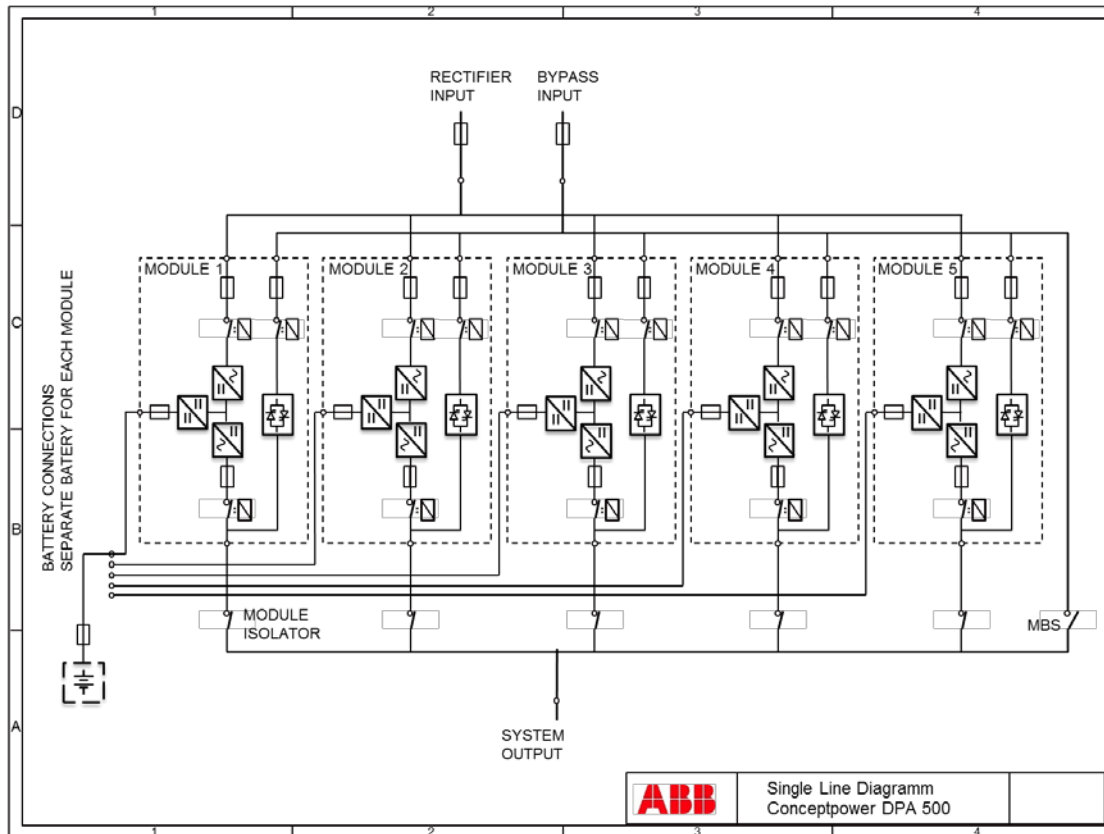 1 2 3 4
D
C
B
A
RECTIFIER
INPUT
BYPASS
INPUT
MODULE 1
MODULE 2
MODULE 3
MODULE 4
MODULE 5
BATTERY CONNECTIONS
SEPARATE BATERY FOR EACH MODULE
MODULE
ISOLATOR
MBS
SYSTEM
OUTPUT
ABB
Single Line Diagramm
Conceptpower DPA 500
1 2 3 4